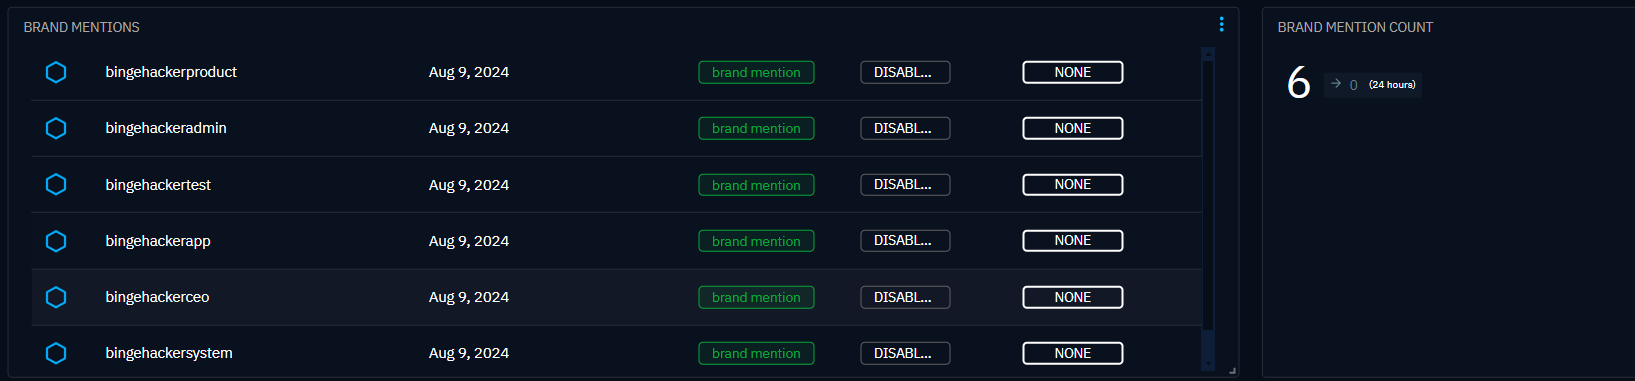 BRAND MENTIONS
bingehackerproduct Aug 9, 2024 brand mention DISABL... NONE
bingehackeradmin Aug 9, 2024 brand mention DISABL... NONE
bingehackertest Aug 9, 2024 brand mention DISABL... NONE
bingehackerapp Aug 9, 2024 brand mention DISABL... NONE
bingehackerceo Aug 9, 2024 brand mention DISABL... NONE
bingehackersystem Aug 9, 2024 brand mention DISABL... NONE
BRAND MENTION COUNT
6 → 0 (24 hours)